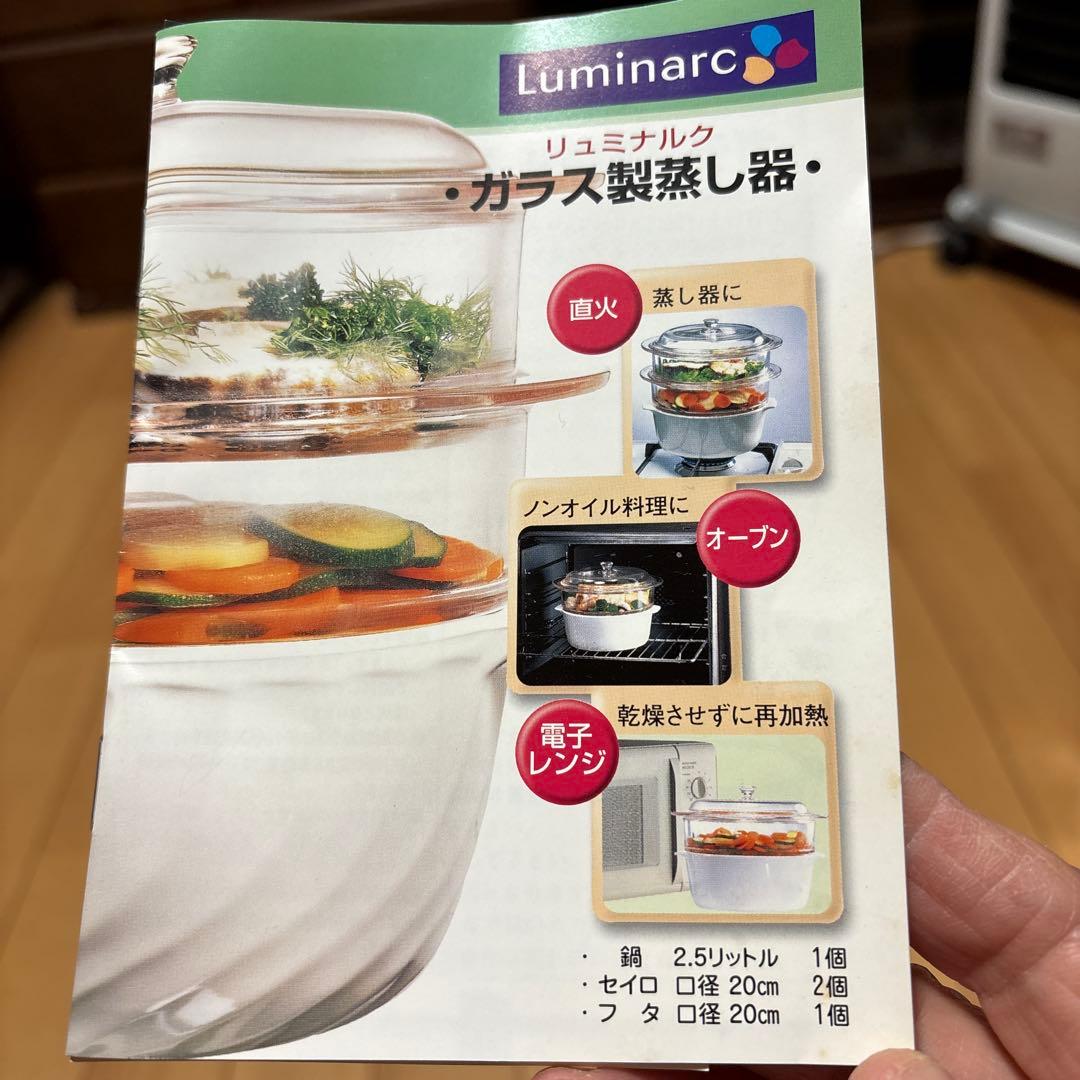 Luminarc
リュミナルク
・ガラス製蒸し器・
直火
蒸し器に
ノンオイル料理に
オーブン
乾燥させずに再加熱
電子
レンジ
・ 鍋 2.5リットル 1個
・セイロ 口径 20cm 2個
・フ タ 口径 20cm 1個